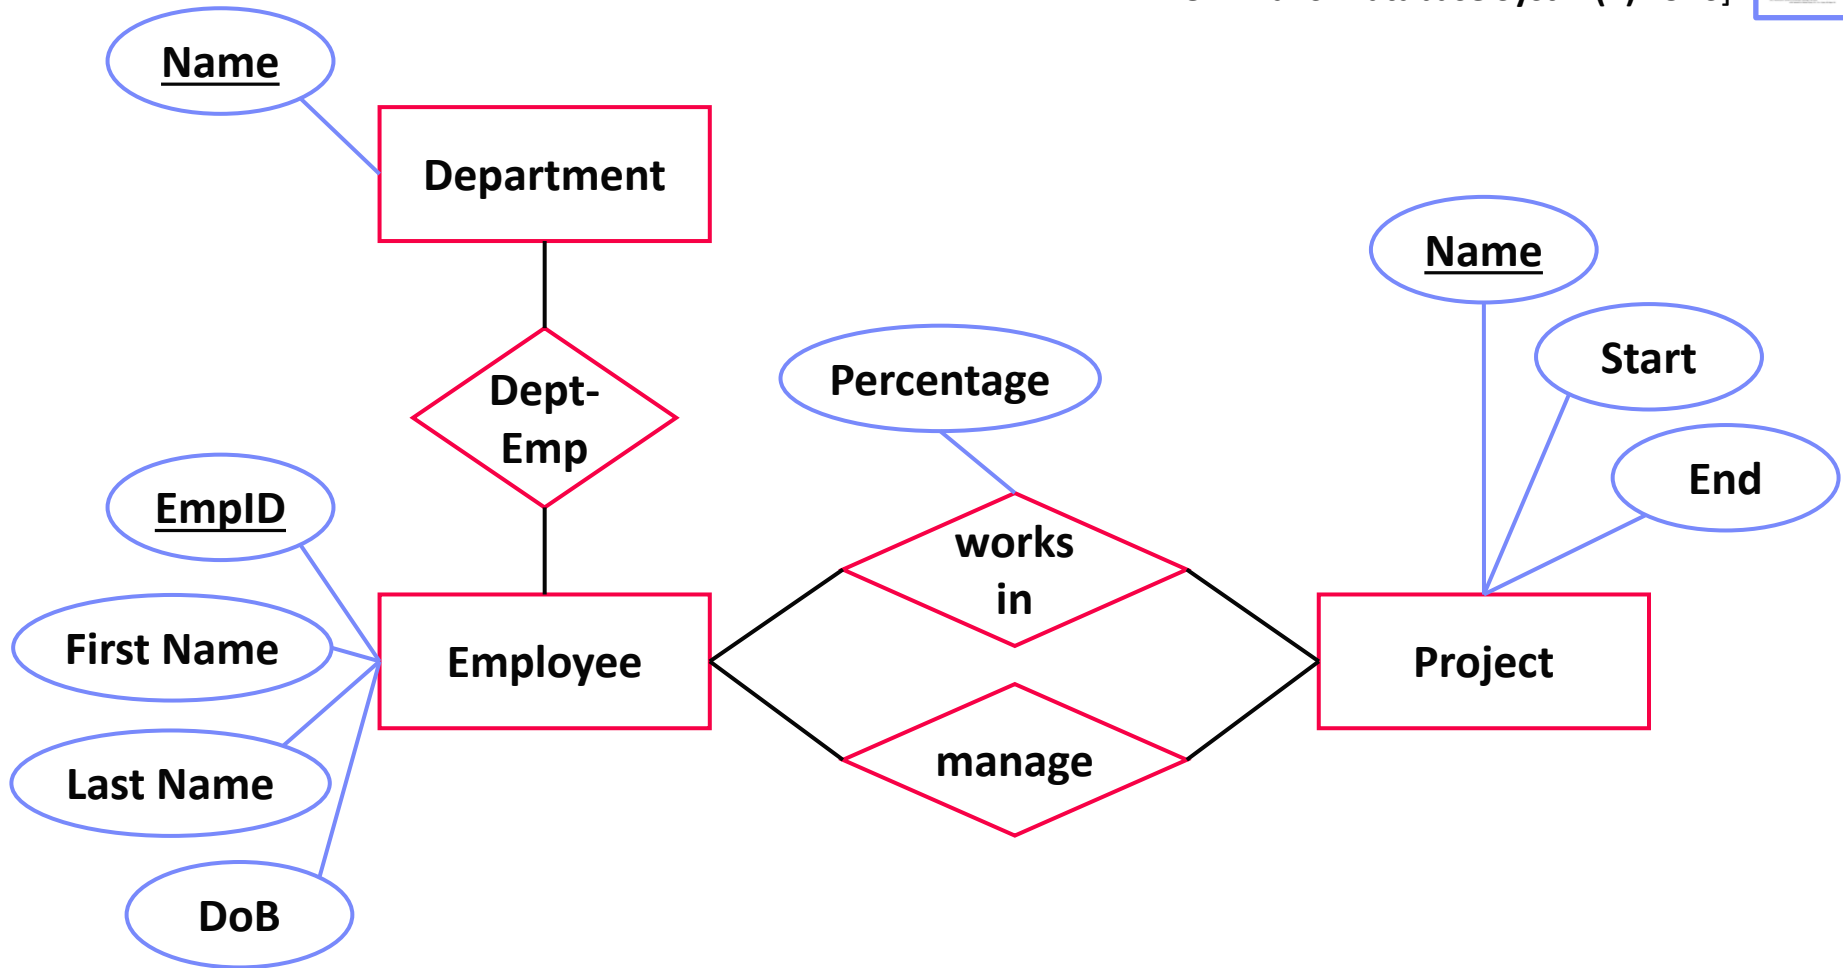 Name
Department
Name
Start
Percentage
Dept-
Emp
End
EmpID
works
in
First Name
Employee
Project
manage
Last Name
DoB